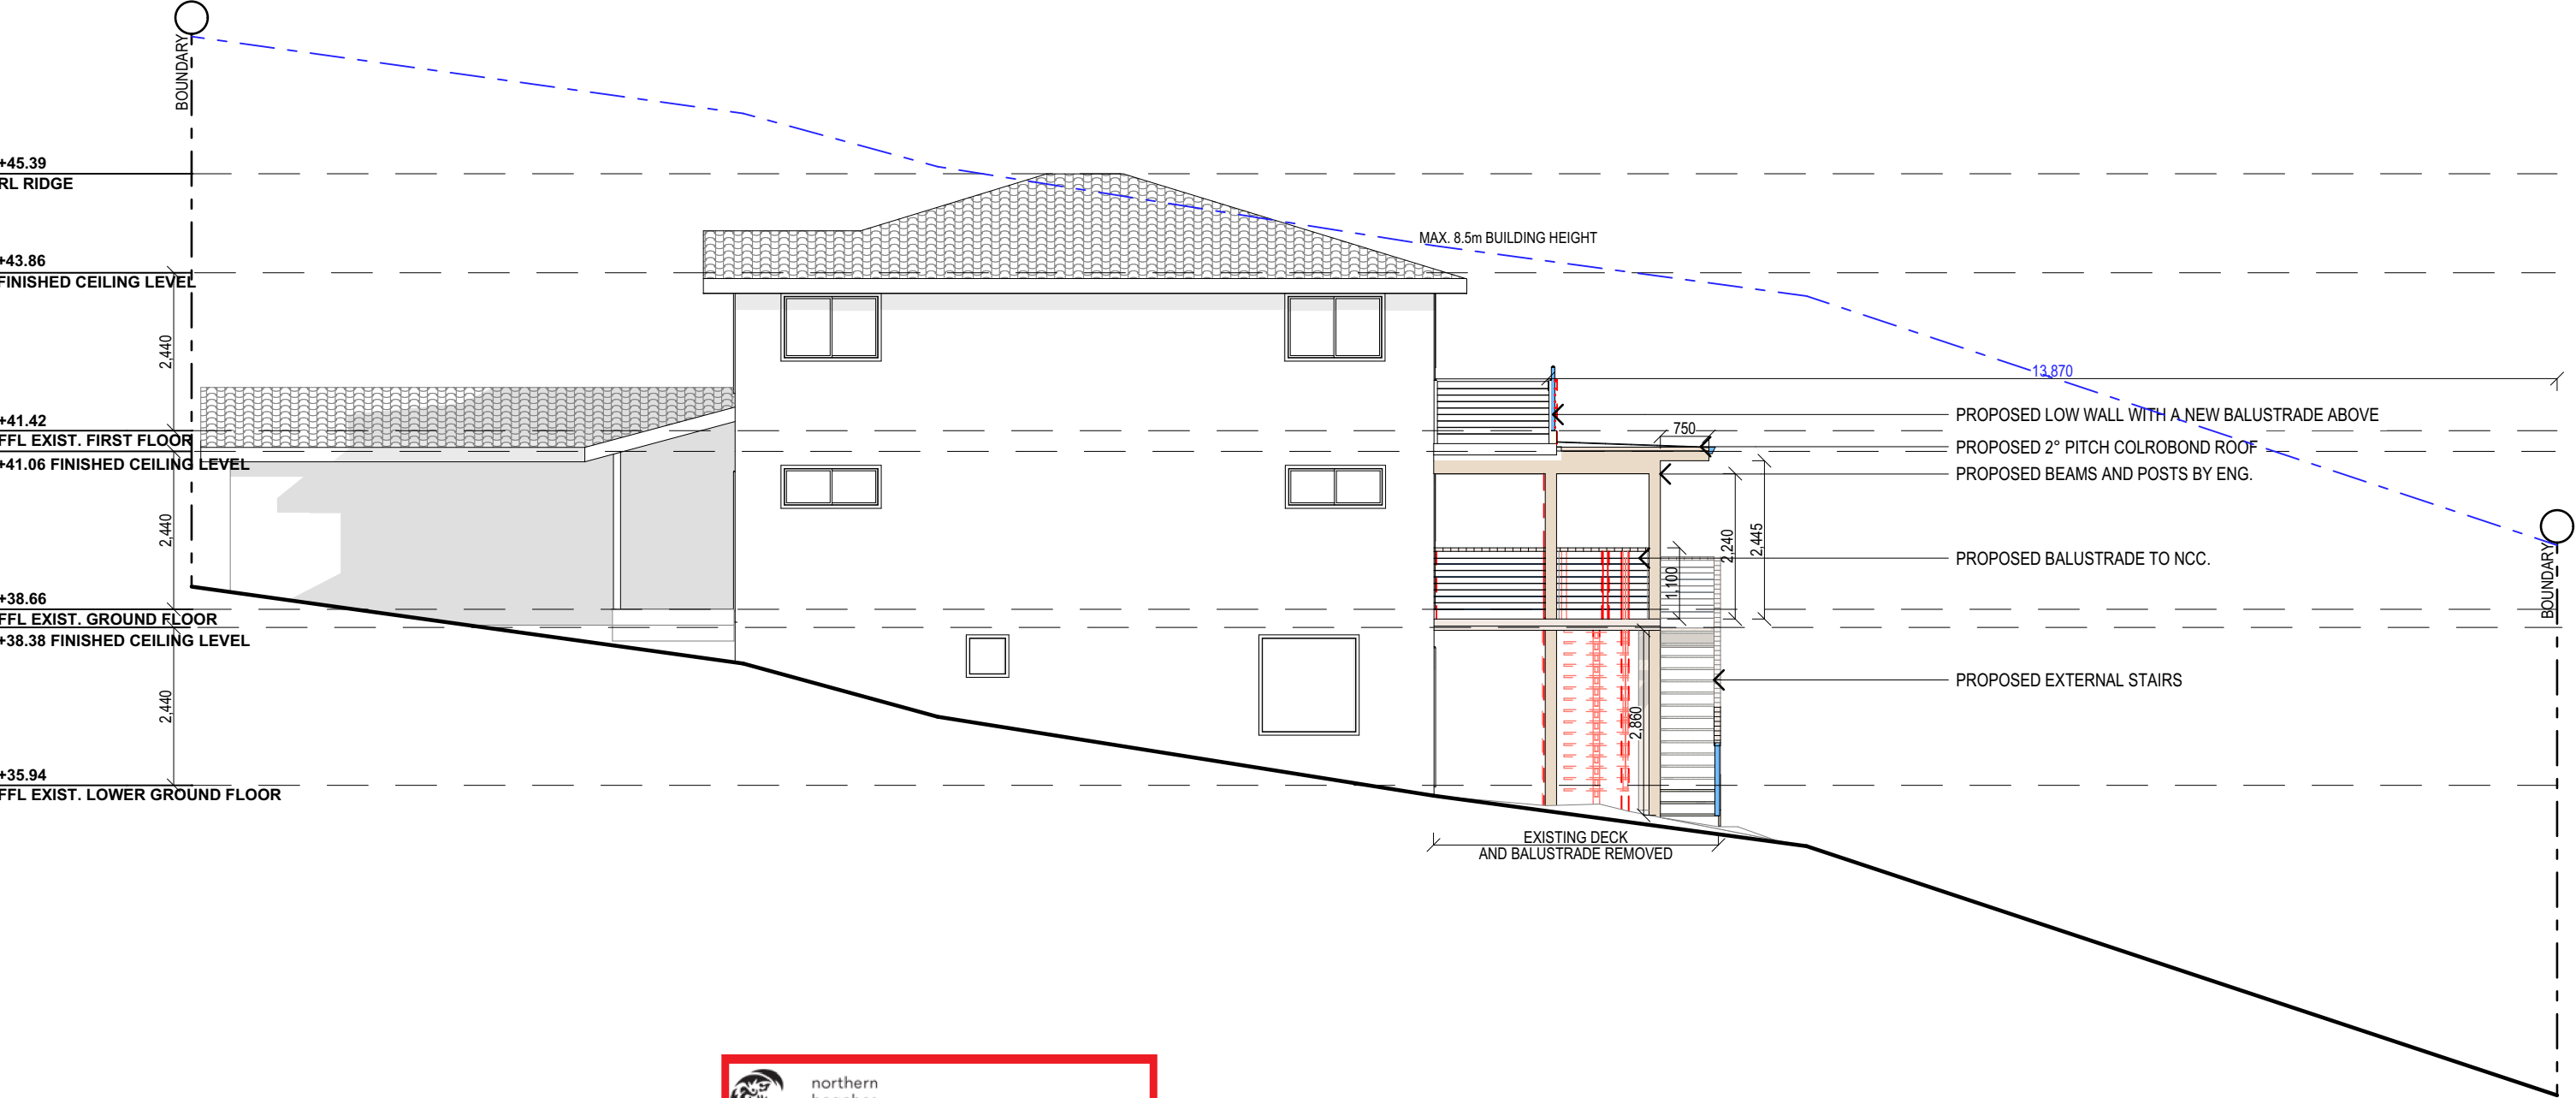 BOUNDARY
+45.39
RL RIDGE
+43.86
FINISHED CEILING LEVEL
MAX. 8.5m BUILDING HEIGHT
2,440
13,870
+41.42
FFL EXIST. FIRST FLOOR
+41.06 FINISHED CEILING LEVEL
PROPOSED LOW WALL WITH A NEW BALUSTRADE ABOVE
750
PROPOSED 2° PITCH COLROBOND ROOF
PROPOSED BEAMS AND POSTS BY ENG.
2,440
2,240
2,445
1,100
PROPOSED BALUSTRADE TO NCC.
BOUNDARY
+38.66
FFL EXIST. GROUND FLOOR
+38.38 FINISHED CEILING LEVEL
PROPOSED EXTERNAL STAIRS
2,440
2,860
+35.94
FFL EXIST. LOWER GROUND FLOOR
EXISTING DECK
AND BALUSTRADE REMOVED
northern